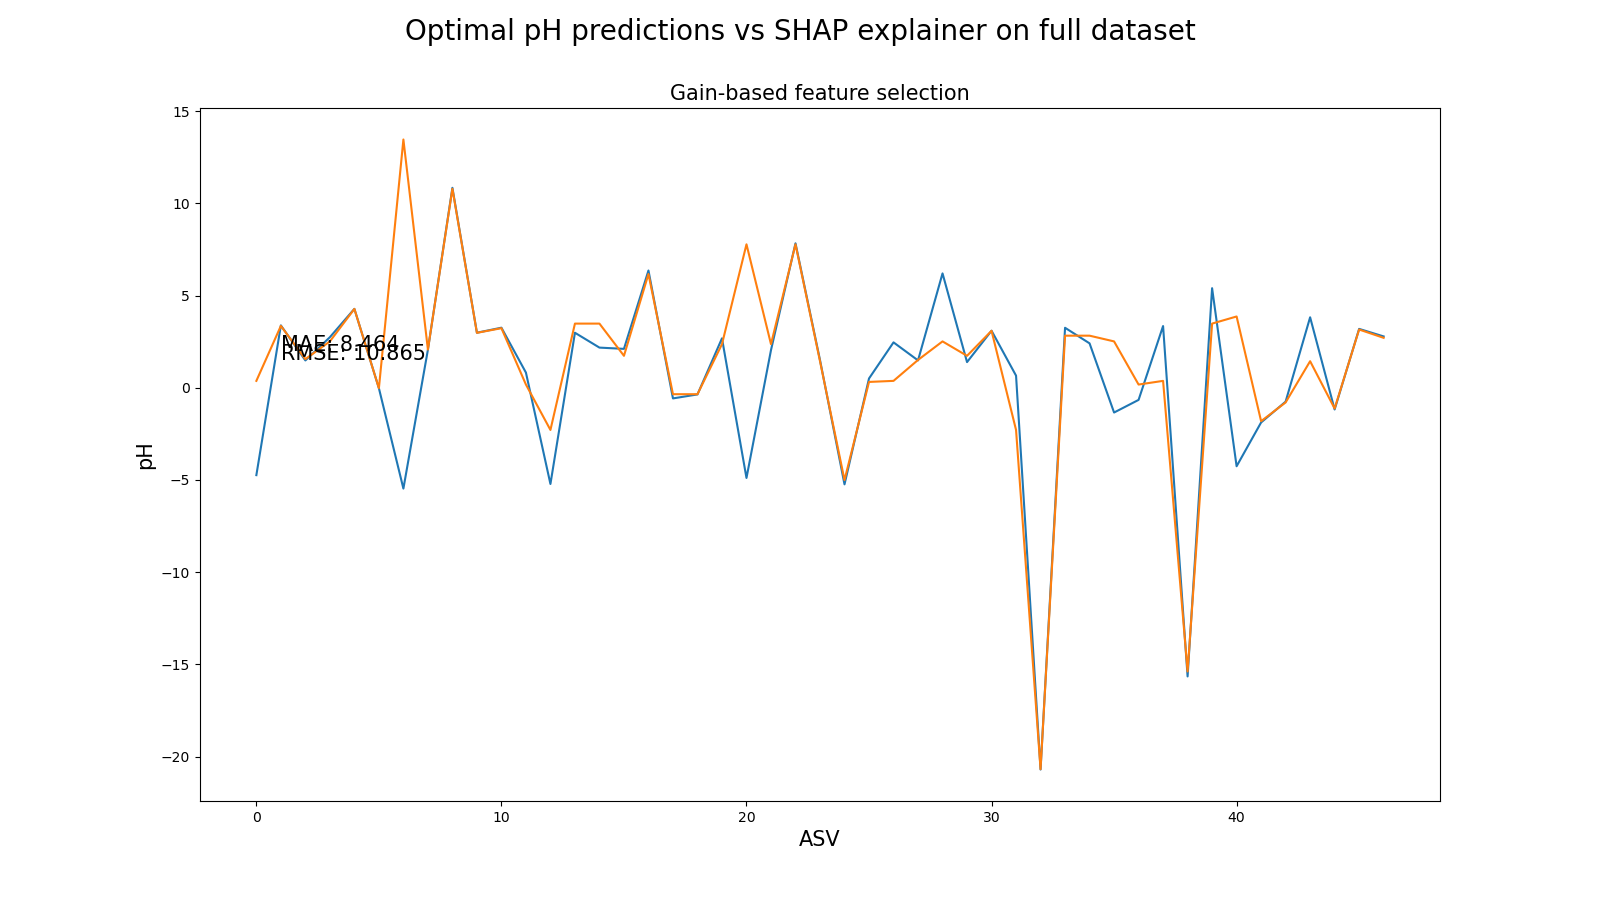 Optimal pH predictions vs SHAP explainer on full dataset
Gain-based feature selection
15
10
5
0
−5
−10
−15
−20
pH
MAE: 8.464
RMSE: 10.865
0 10 20 30 40
ASV